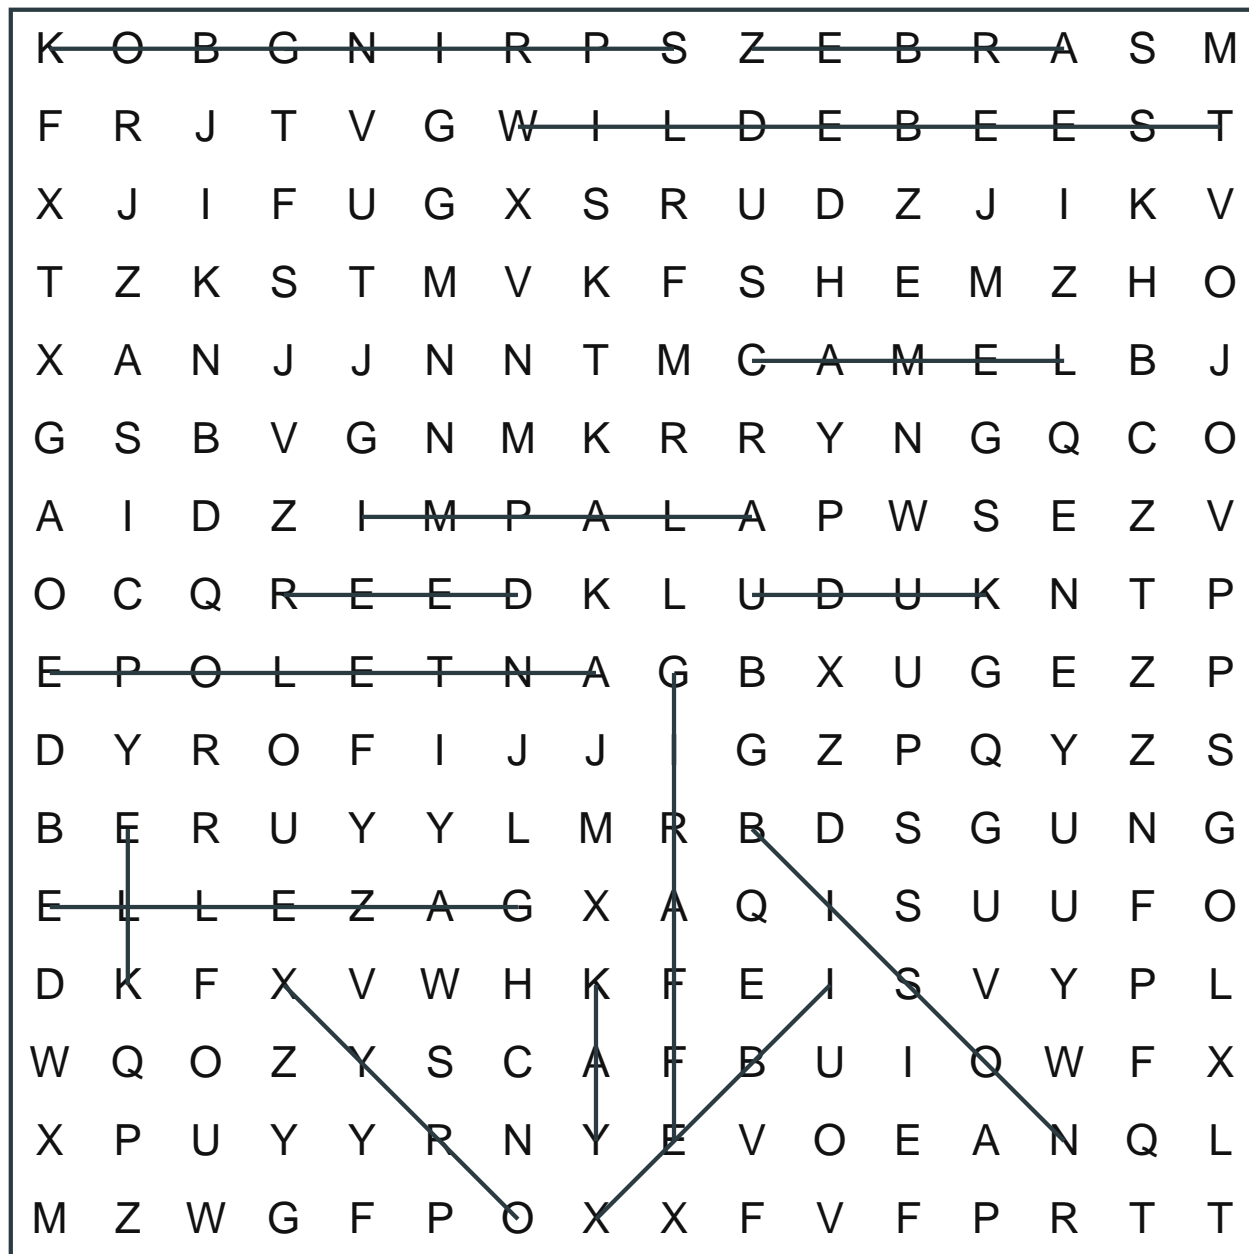 K O B G N I R P S Z E B R A S M
F R J T V G W I L D E B E E S T
X J I F U G X S R U D Z J I K V
T Z K S T M V K F S H E M Z H O
X A N J J N N T M C A M E L B J
G S B V G N M K R R Y N G Q C O
A I D Z I M P A L A P W S E Z V
O C Q R E E D K L U D U K N T P
E P O L E T N A G B X U G E Z P
D Y R O F I J J I G Z P Q Y Z S
B E R U Y Y L M R B D S G U N G
E L L E Z A G X A Q I S U U F O
D K F X V W H K F E I S V Y P L
W Q O Z Y S C A F B U I O W F X
X P U Y Y R N Y E V O E A N Q L
M Z W G F P O X X F V F P R T T